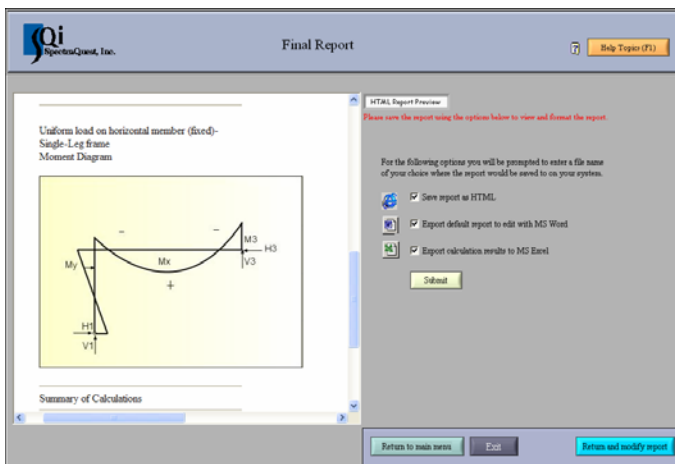 Qi
SpectraQuest, Inc.
Final Report
?
Help Topics (F1)
HTML Report Preview
Please save the report using the options below to view and format the report.
Uniform load on horizontal member (fixed)-
Single-Leg frame
Moment Diagram
For the following options you will be prompted to enter a file name
of your choice where the report would be saved to on your system.
Save report as HTML
Export default report to edit with MS Word
Export calculation results to MS Excel
Submit
M3
H3
V3
My
Mx
H1
V1
Summary of Calculations
Return to main menu
Exit
Return and modify report